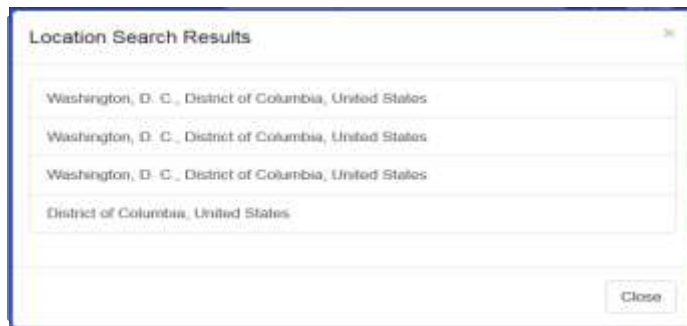 Location Search Results
×
Washington, D. C., District of Columbia, United States
Washington, D. C., District of Columbia, United States
Washington, D. C., District of Columbia, United States
District of Columbia, United States
Close